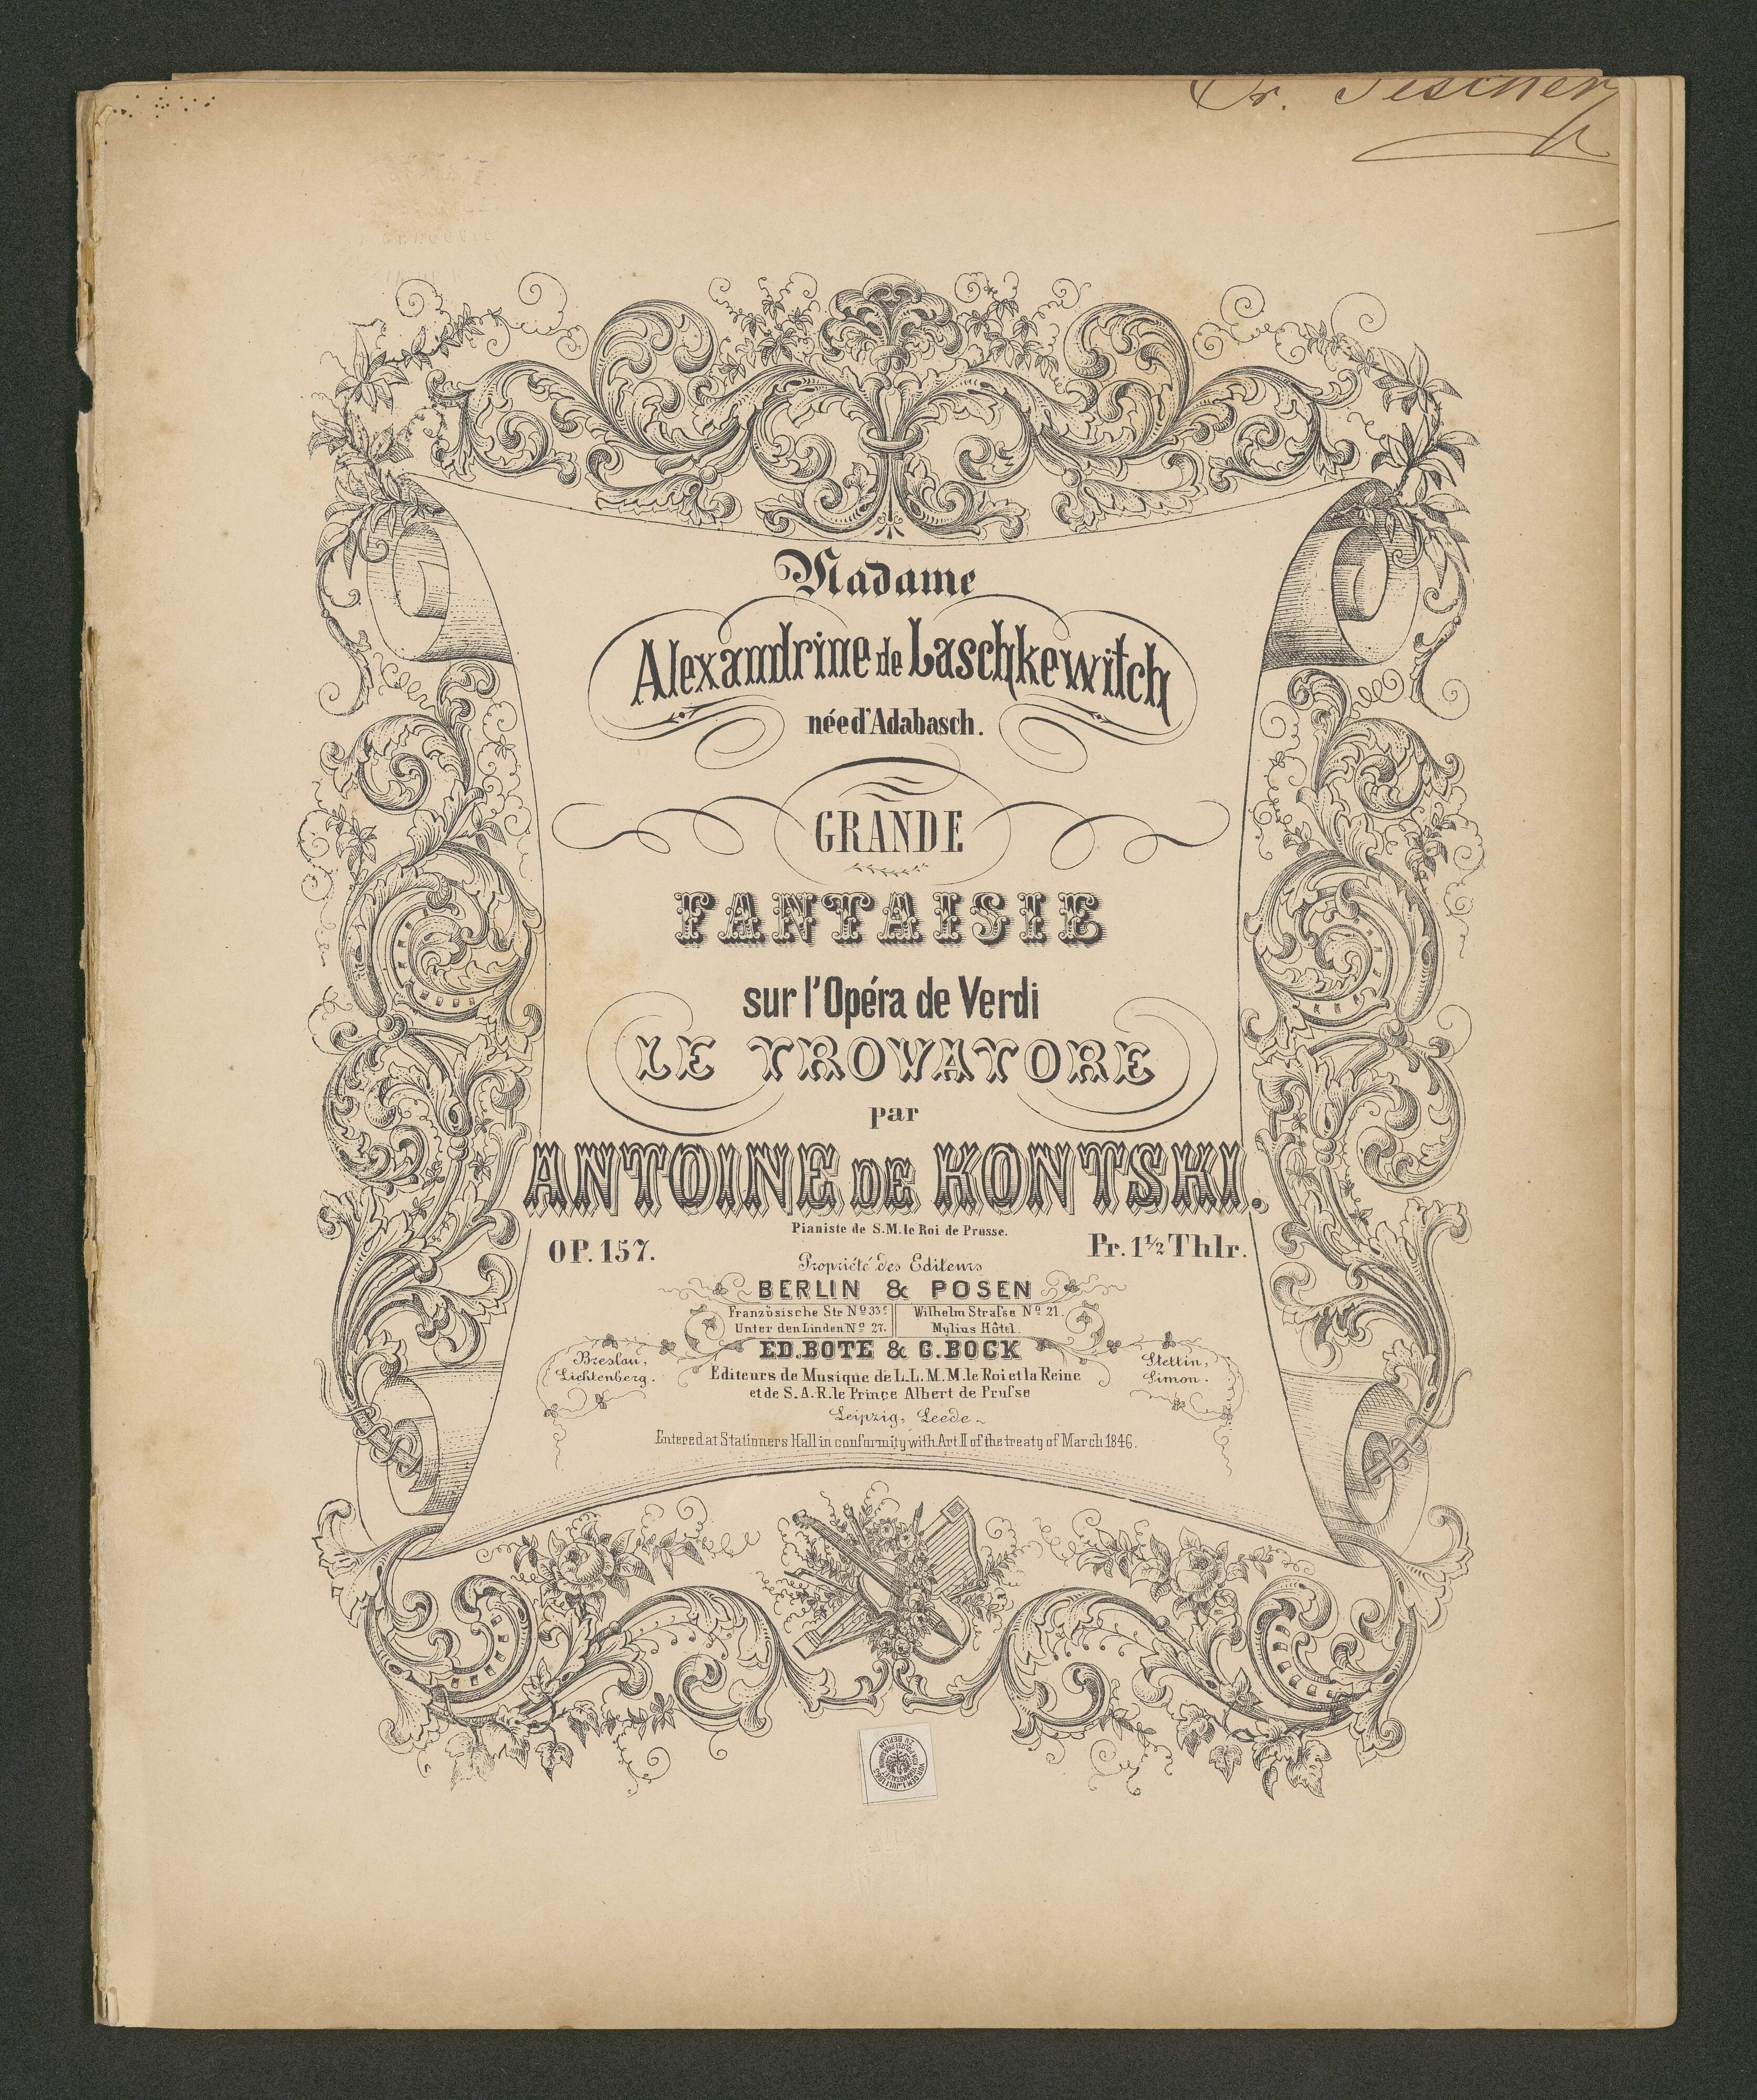 Fr.
Madame
Alexandrine de Laschkewitch
née d'Adabasch.
GRANDE
FANTAISIE
sur l'Opéra de Verdi
LE TROVATORE
par
ANTOINE DE KONTSKI.
Pianiste de S. M. le Roi de Prusse.
OP. 157.
Pr. 1½ Thlr.
Propriété des Editeurs
BERLIN & POSEN
Französische Str. No 33e Wilhelm Straſse No 21.
Unter den Linden No 27. Mylius Hôtel.
ED. BOTE & G. BOCK
Breslau, Lichtenberg.
Stettin, Simon.
Editeurs de Musique de L.L. M.M. le Roi et la Reine
et de S. A. R. le Prince Albert de Pruſse
Leipzig, Leede
Entered at Stationers Hall in conformity with Art II of the treaty of March 1846.